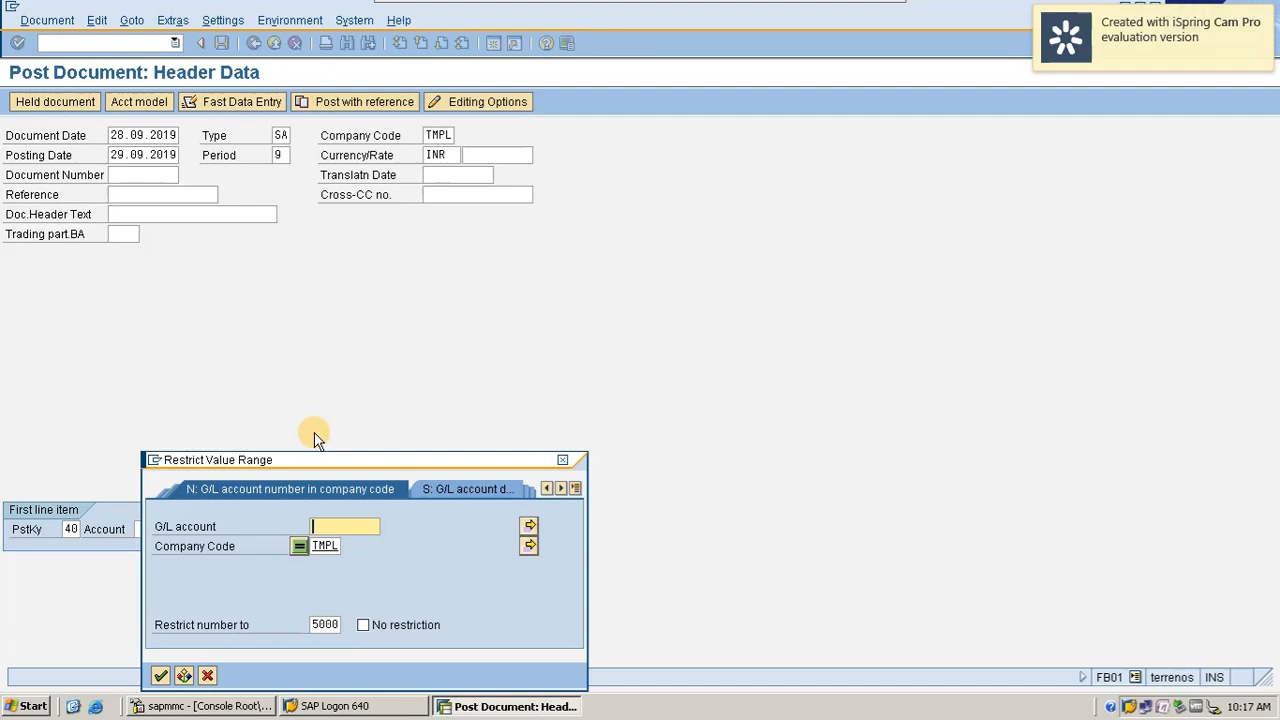 Document Edit Goto Extras Settings Environment System Help
Created with iSpring Cam Pro
evaluation version
Post Document: Header Data
Held document Acct model Fast Data Entry Post with reference Editing Options
Document Date 28.09.2019 Type SA Company Code TMPL
Posting Date 29.09.2019 Period 9 Currency/Rate INR
Document Number Translatn Date
Reference Cross-CC no.
Doc.Header Text
Trading part.BA
Restrict Value Range
N: G/L account number in company code S: G/L account d...
First line item
PstKy 40 Account
G/L account
Company Code TMPL
Restrict number to 5000 No restriction
FB01 terrenos INS
Start sapmmc - [Console Root\... SAP Logon 640 Post Document: Head... 10:17 AM